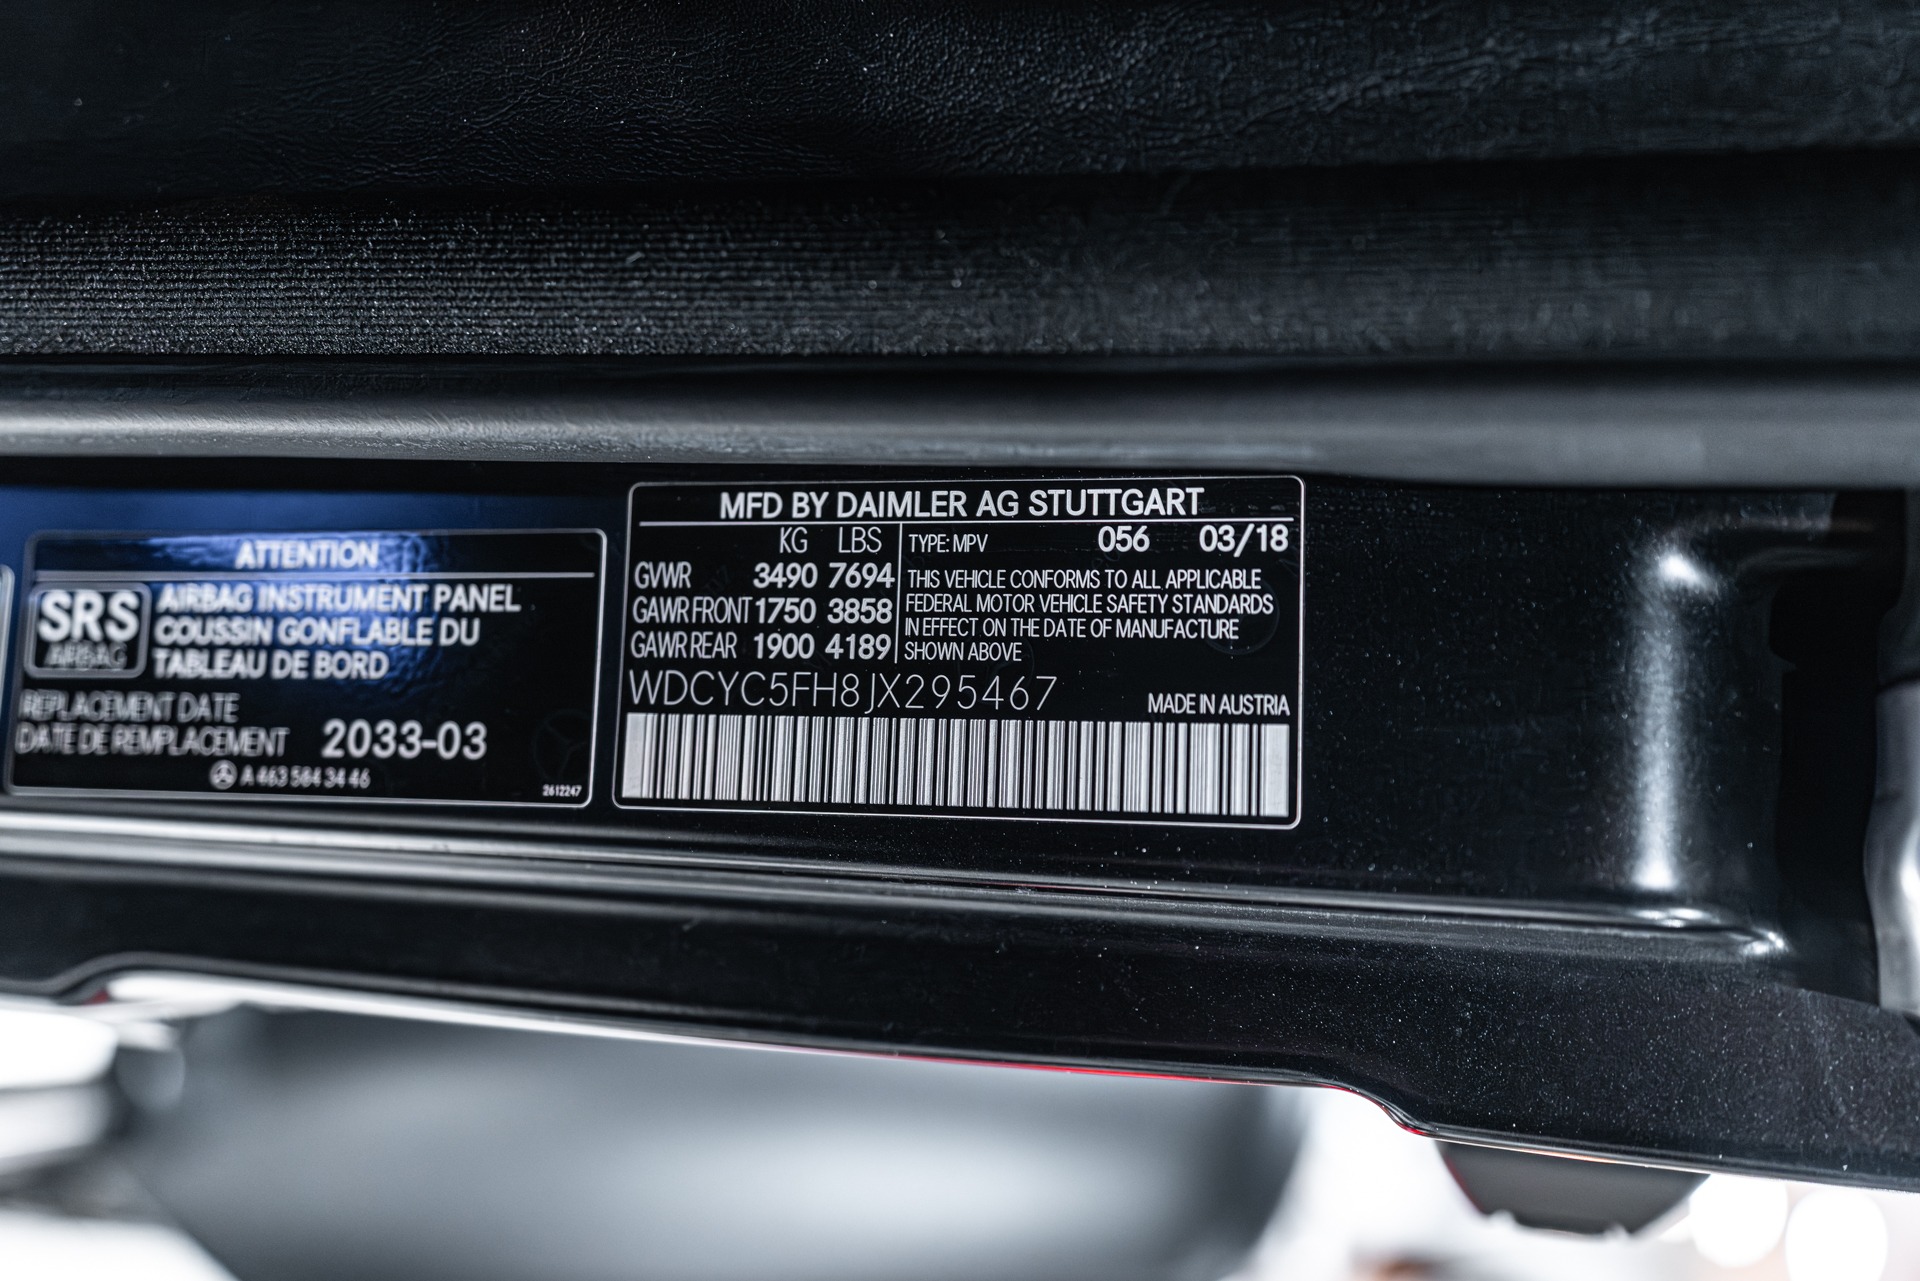 ATTENTION
SRS
AIRBAG
AIRBAG INSTRUMENT PANEL
COUSSIN GONFLABLE DU
TABLEAU DE BORD
REPLACEMENT DATE
DATE DE REMPLACEMENT 2033-03
A 463 584 34 46
2612247
MFD BY DAIMLER AG STUTTGART
KG LBS
GVWR 3490 7694
GAWR FRONT 1750 3858
GAWR REAR 1900 4189
TYPE: MPV 056 03/18
THIS VEHICLE CONFORMS TO ALL APPLICABLE
FEDERAL MOTOR VEHICLE SAFETY STANDARDS
IN EFFECT ON THE DATE OF MANUFACTURE
SHOWN ABOVE
WDCYC5FH8JX295467
MADE IN AUSTRIA